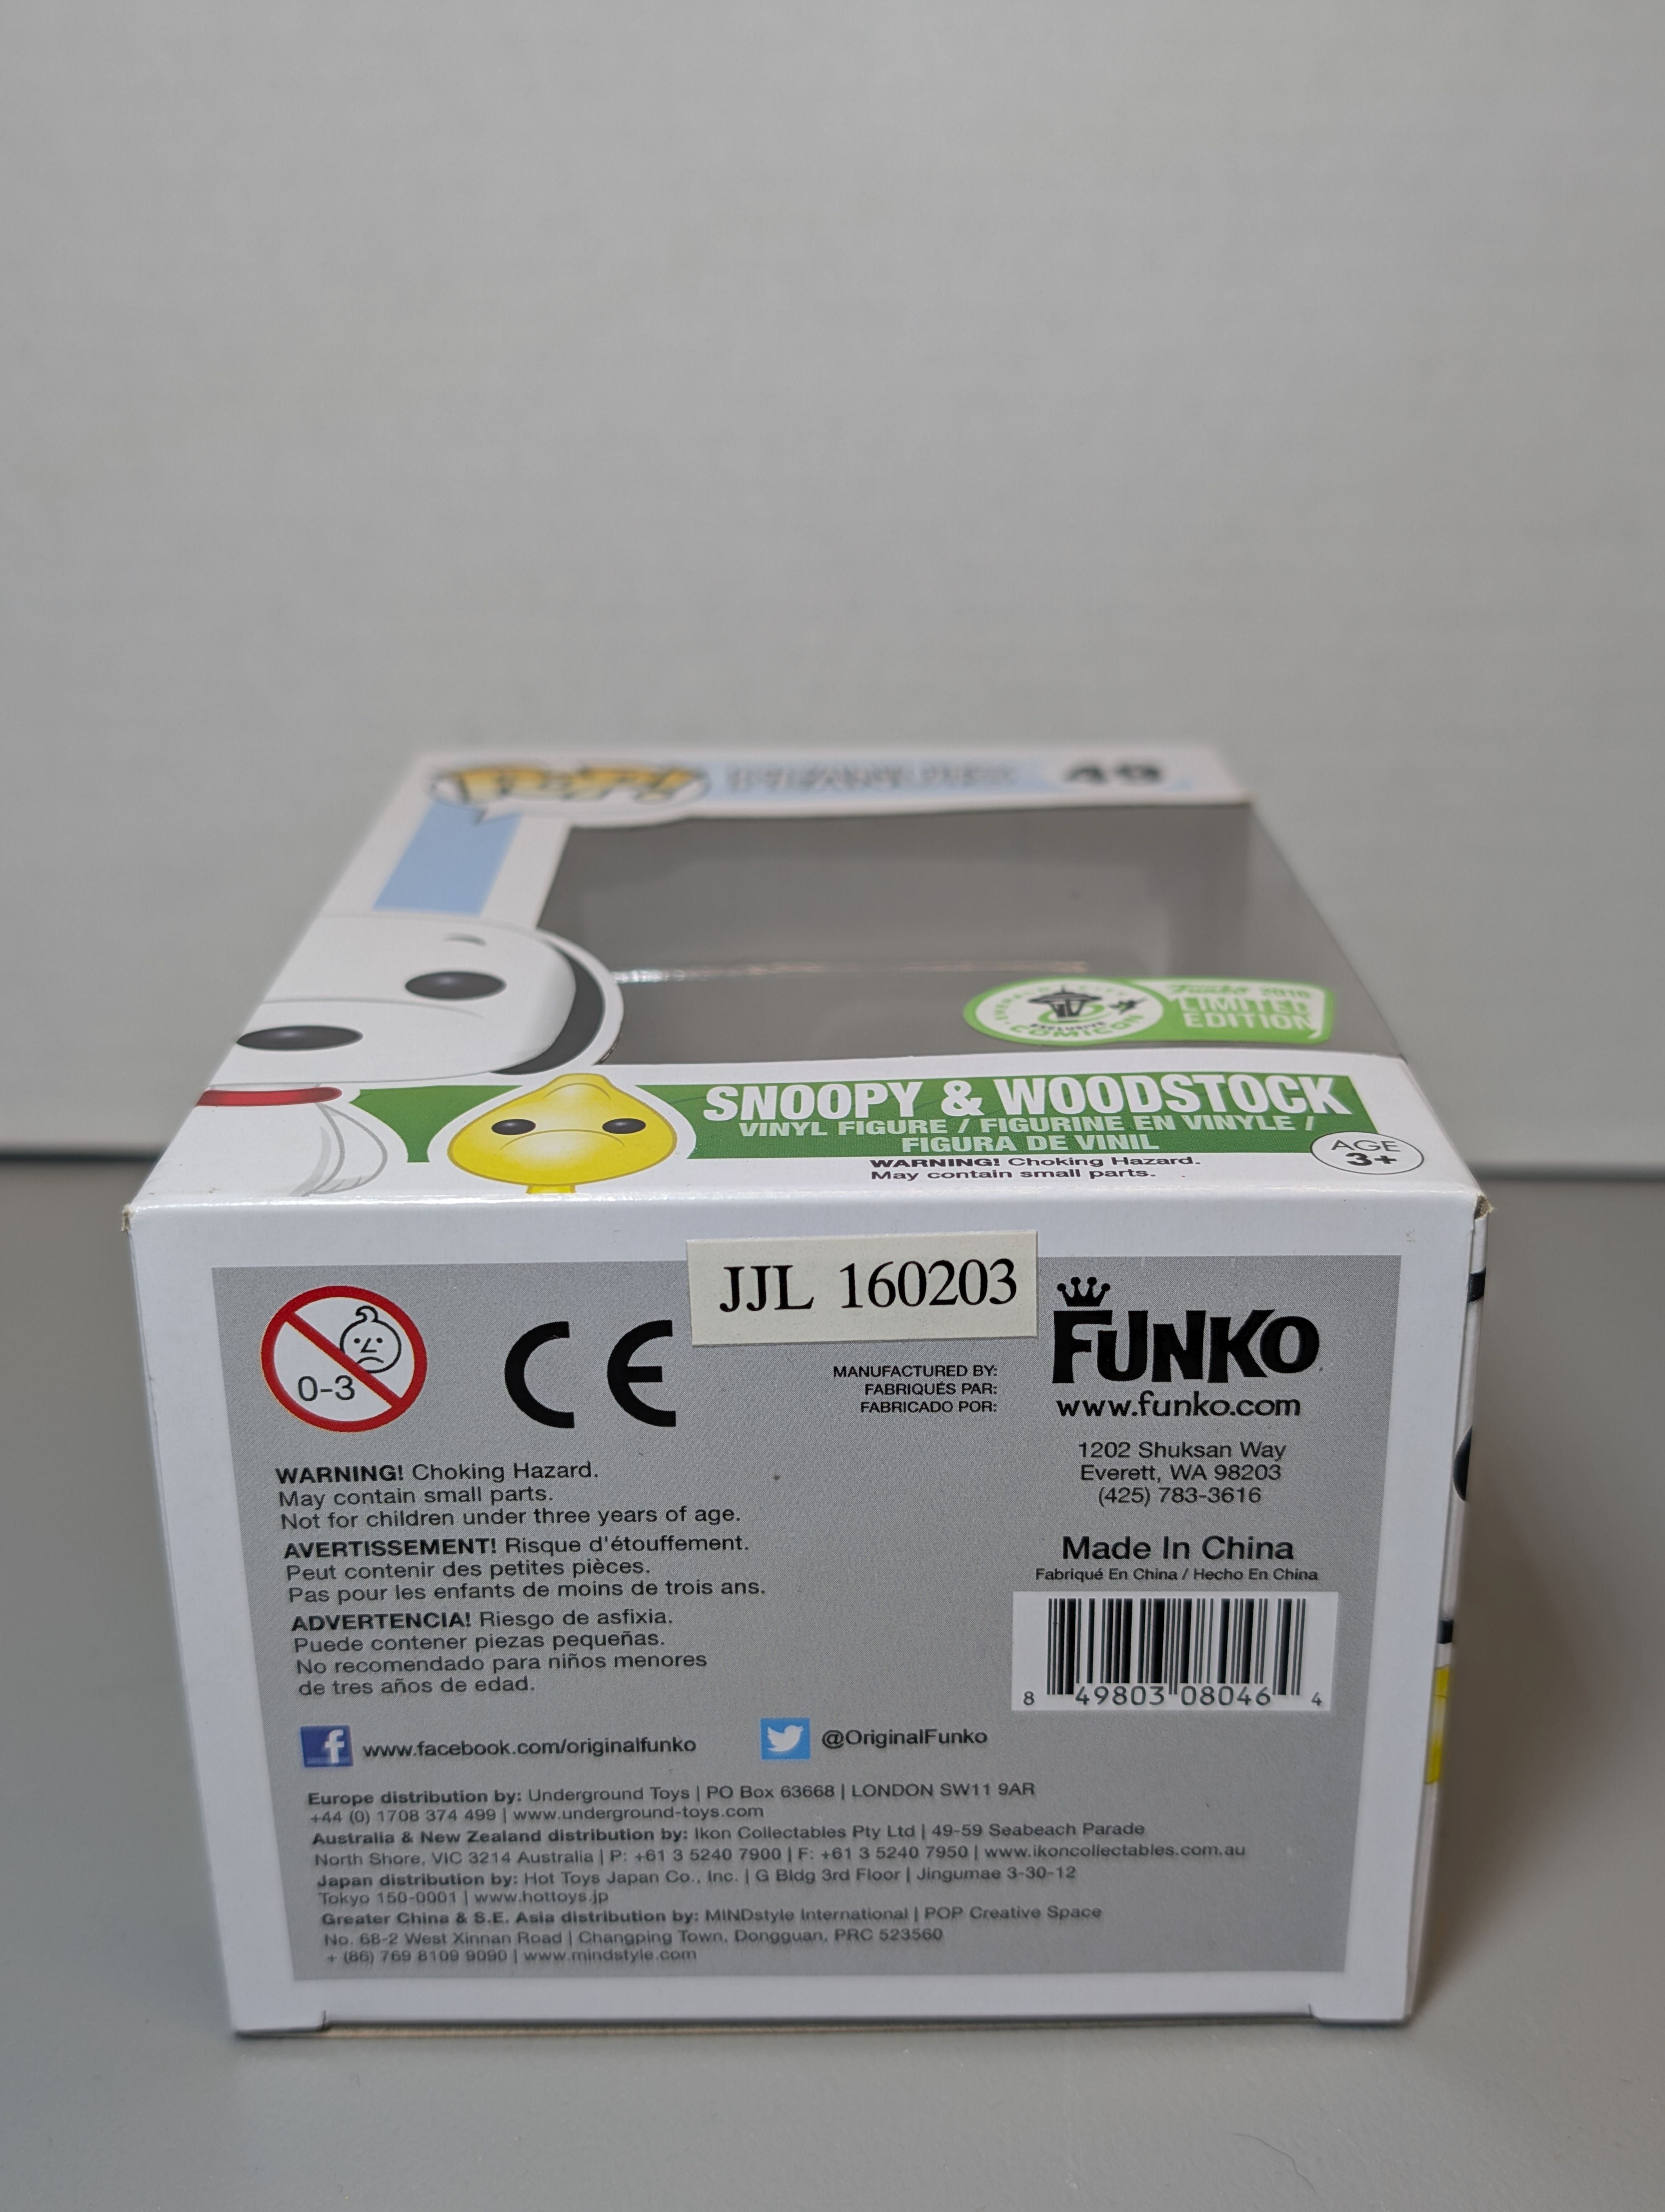 POP!
PEANUTS
49
EMERALD CITY
EXCLUSIVE
COMICON
Funko 2016
LIMITED
EDITION
SNOOPY & WOODSTOCK
VINYL FIGURE / FIGURINE EN VINYLE /
FIGURA DE VINIL
WARNING! Choking Hazard.
May contain small parts.
AGE
3+
JJL 160203
0-3
CE
MANUFACTURED BY:
FABRIQUÉS PAR:
FABRICADO POR:
FUNKO
www.funko.com
1202 Shuksan Way
Everett, WA 98203
(425) 783-3616
WARNING! Choking Hazard.
May contain small parts.
Not for children under three years of age.
AVERTISSEMENT! Risque d'étouffement.
Peut contenir des petites pièces.
Pas pour les enfants de moins de trois ans.
ADVERTENCIA! Riesgo de asfixia.
Puede contener piezas pequeñas.
No recomendado para niños menores
de tres años de edad.
Made In China
Fabriqué En China / Hecho En China
8 49803 08046 4
f www.facebook.com/originalfunko
@OriginalFunko
Europe distribution by: Underground Toys | PO Box 63668 | LONDON SW11 9AR
+44 (0) 1708 374 499 | www.underground-toys.com
Australia & New Zealand distribution by: Ikon Collectables Pty Ltd | 49-59 Seabeach Parade
North Shore, VIC 3214 Australia | P: +61 3 5240 7900 | F: +61 3 5240 7950 | www.ikoncollectables.com.au
Japan distribution by: Hot Toys Japan Co., Inc. | G Bldg 3rd Floor | Jingumae 3-30-12
Tokyo 150-0001 | www.hottoys.jp
Greater China & S.E. Asia distribution by: MINDstyle International | POP Creative Space
No. 68-2 West Xinnan Road | Changping Town, Dongguan, PRC 523560
+ (86) 769 8109 9090 | www.mindstyle.com